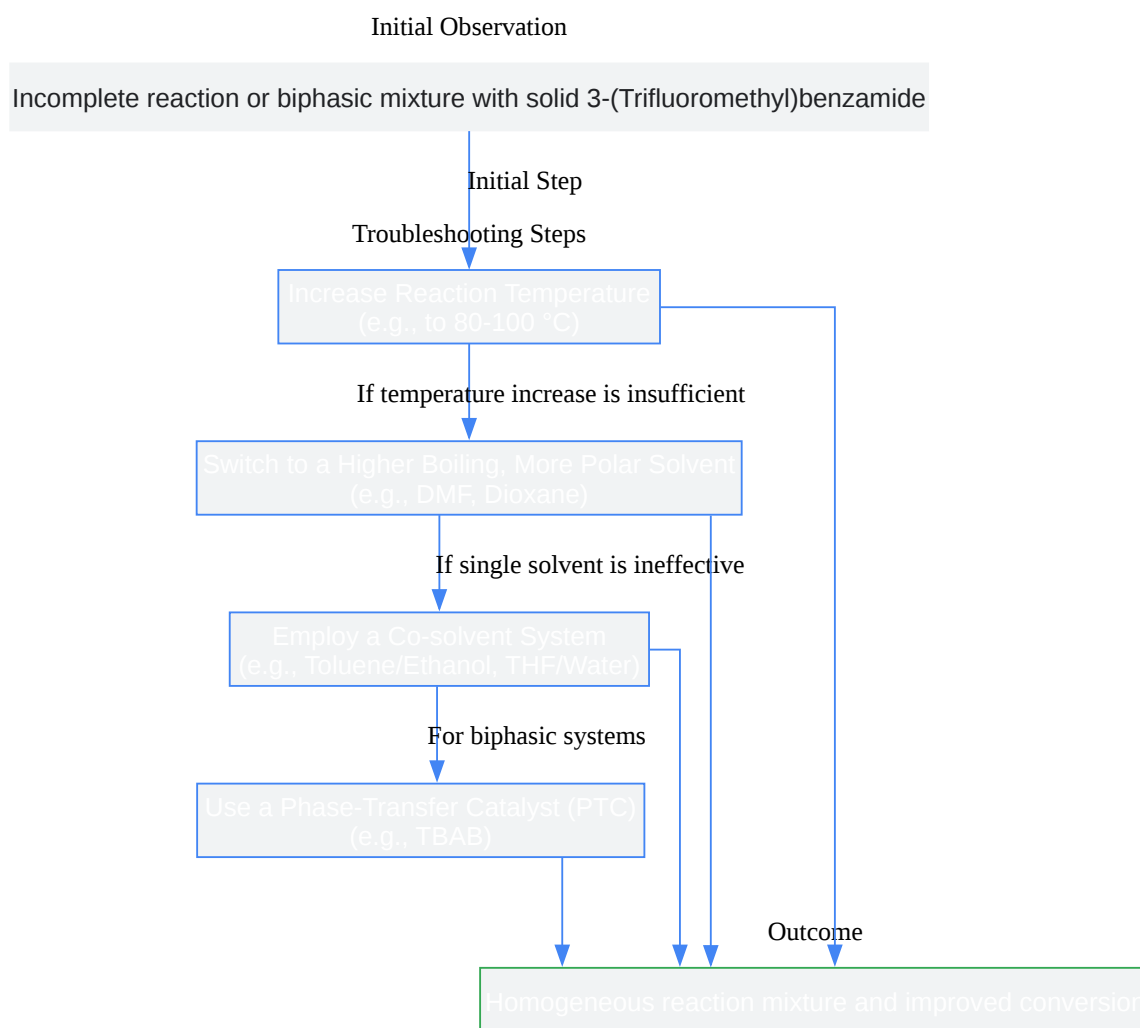 Initial Observation
Incomplete reaction or biphasic mixture with solid 3-(Trifluoromethyl)benzamide
Initial Step
Troubleshooting Steps
Increase Reaction Temperature
(e.g., to 80-100 °C)
If temperature increase is insufficient
Switch to a Higher Boiling, More Polar Solvent
(e.g., DMF, Dioxane)
If single solvent is ineffective
Employ a Co-solvent System
(e.g., Toluene/Ethanol, THF/Water)
For biphasic systems
Use a Phase-Transfer Catalyst (PTC)
(e.g., TBAB)
Outcome
Homogeneous reaction mixture and improved conversion